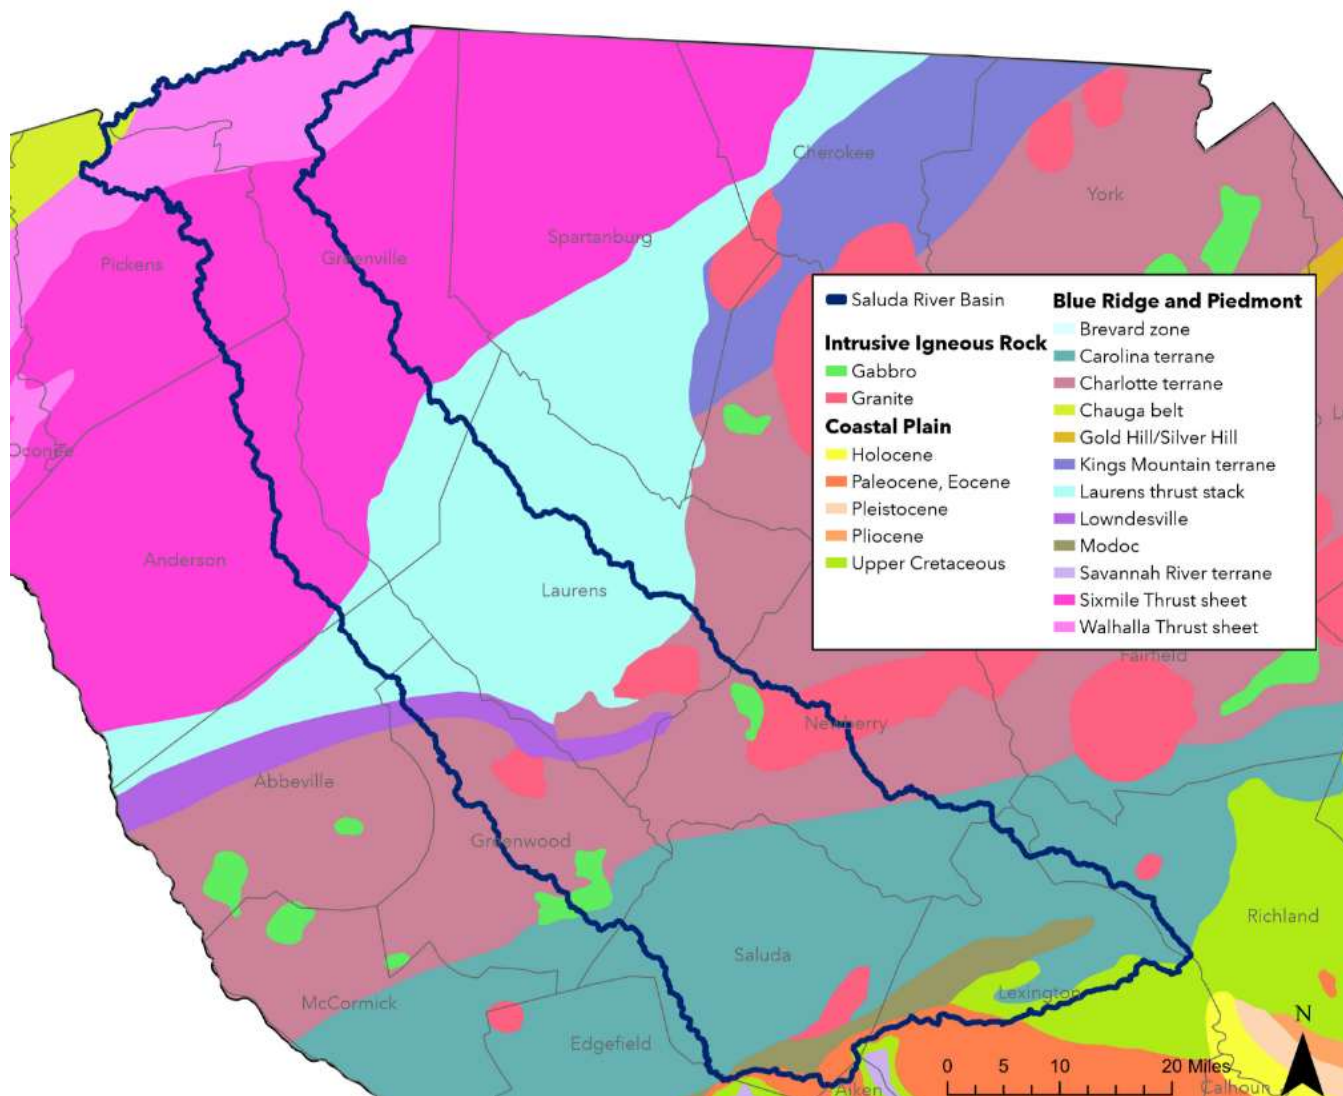 Cherokee
York
Spartanburg
Pickens
Greenville
Saluda River Basin
Intrusive Igneous Rock
Gabbro
Granite
Coastal Plain
Holocene
Paleocene, Eocene
Pleistocene
Pliocene
Upper Cretaceous
Blue Ridge and Piedmont
Brevard zone
Carolina terrane
Charlotte terrane
Chauga belt
Gold Hill/Silver Hill
Kings Mountain terrane
Laurens thrust stack
Lowndesville
Modoc
Savannah River terrane
Sixmile Thrust sheet
Walhalla Thrust sheet
L
Oconee
Anderson
Laurens
Fairfield
Newberry
Abbeville
Greenwood
Richland
Saluda
Lexington
McCormick
Edgefield
N
0 5 10 20 Miles
Aiken
Calhoun